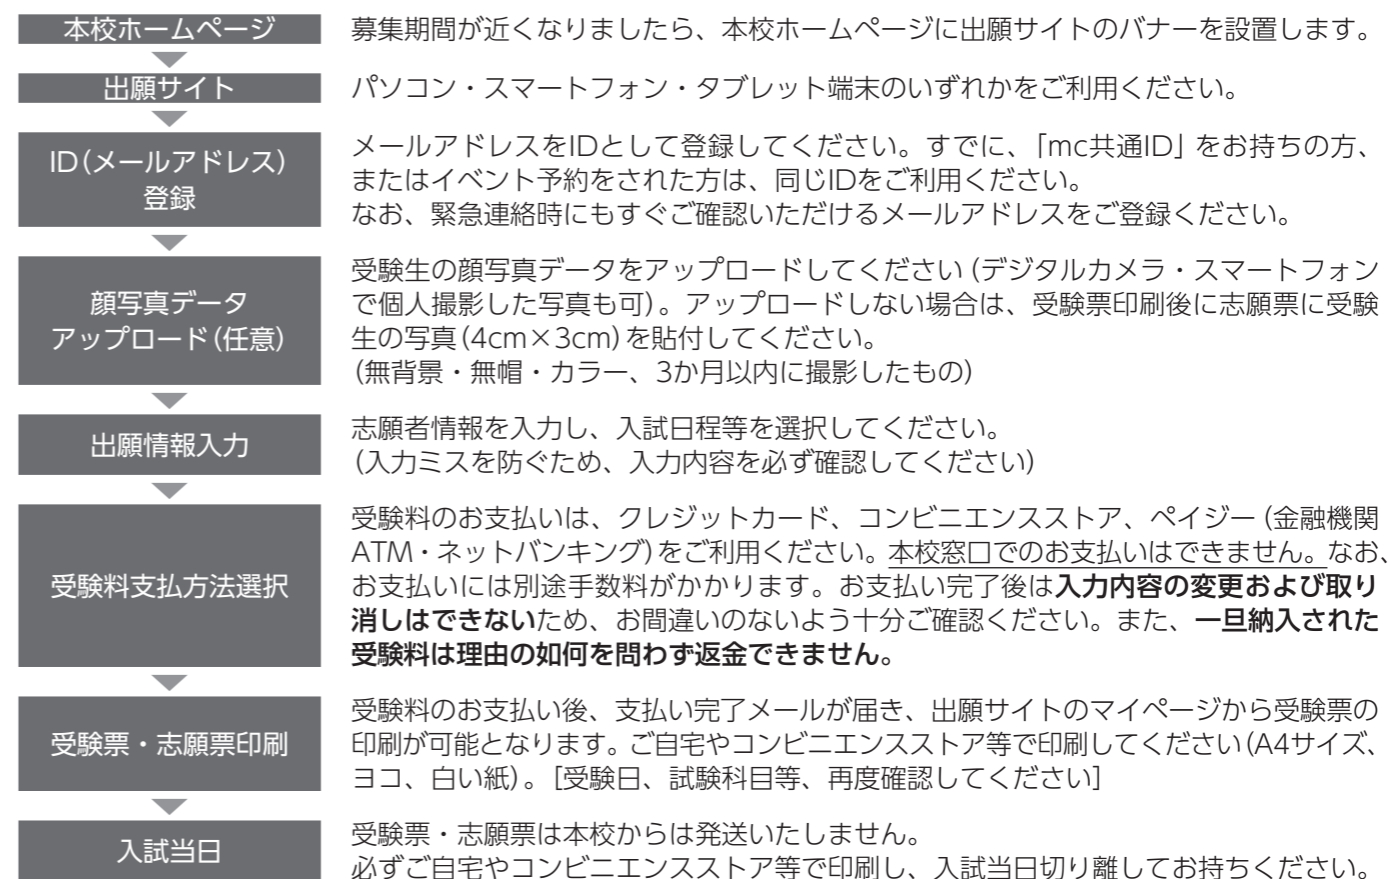 本校ホームページ
募集期間が近くなりましたら、本校ホームページに出願サイトのバナーを設置します。
出願サイト
パソコン・スマートフォン・タブレット端末のいずれかをご利用ください。
ID(メールアドレス)
登録
メールアドレスをIDとして登録してください。すでに、「mc共通ID」をお持ちの方、
またはイベント予約をされた方は、同じIDをご利用ください。
なお、緊急連絡時にもすぐご確認いただけるメールアドレスをご登録ください。
顔写真データ
アップロード(任意)
受験生の顔写真データをアップロードしてください(デジタルカメラ・スマートフォン
で個人撮影した写真も可)。アップロードしない場合は、受験票印刷後に志願票に受験
生の写真(4cm×3cm)を貼付してください。
(無背景・無帽・カラー、3か月以内に撮影したもの)
出願情報入力
志願者情報を入力し、入試日程等を選択してください。
(入力ミスを防ぐため、入力内容を必ず確認してください)
受験料支払方法選択
受験料のお支払いは、クレジットカード、コンビニエンスストア、ペイジー(金融機関
ATM・ネットバンキング)をご利用ください。本校窓口でのお支払いはできません。なお、
お支払いには別途手数料がかかります。お支払い完了後は入力内容の変更および取り
消しはできないため、お間違いのないよう十分ご確認ください。また、一旦納入された
受験料は理由の如何を問わず返金できません。
受験票・志願票印刷
受験料のお支払い後、支払い完了メールが届き、出願サイトのマイページから受験票の
印刷が可能となります。ご自宅やコンビニエンスストア等で印刷してください(A4サイズ、
ヨコ、白い紙)。[受験日、試験科目等、再度確認してください]
入試当日
受験票・志願票は本校からは発送いたしません。
必ずご自宅やコンビニエンスストア等で印刷し、入試当日切り離してお持ちください。